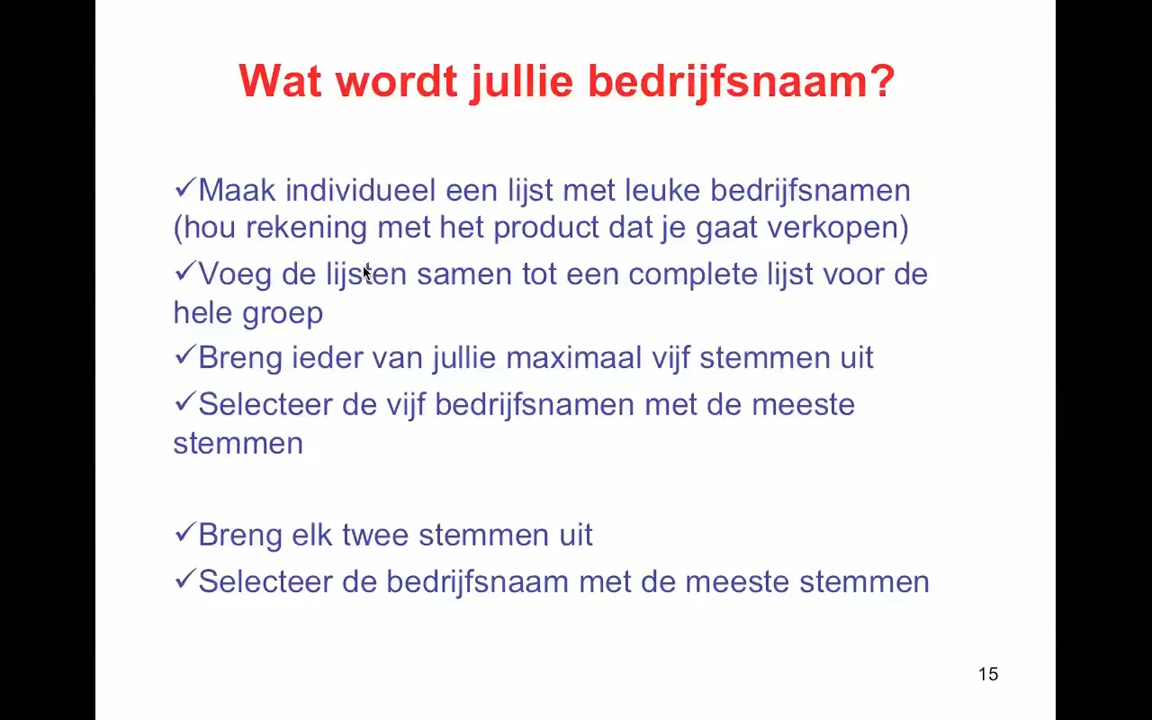 Wat wordt jullie bedrijfsnaam?
✓Maak individueel een lijst met leuke bedrijfsnamen
(hou rekening met het product dat je gaat verkopen)
✓Voeg de lijsten samen tot een complete lijst voor de
hele groep
✓Breng ieder van jullie maximaal vijf stemmen uit
✓Selecteer de vijf bedrijfsnamen met de meeste
stemmen
✓Breng elk twee stemmen uit
✓Selecteer de bedrijfsnaam met de meeste stemmen
15